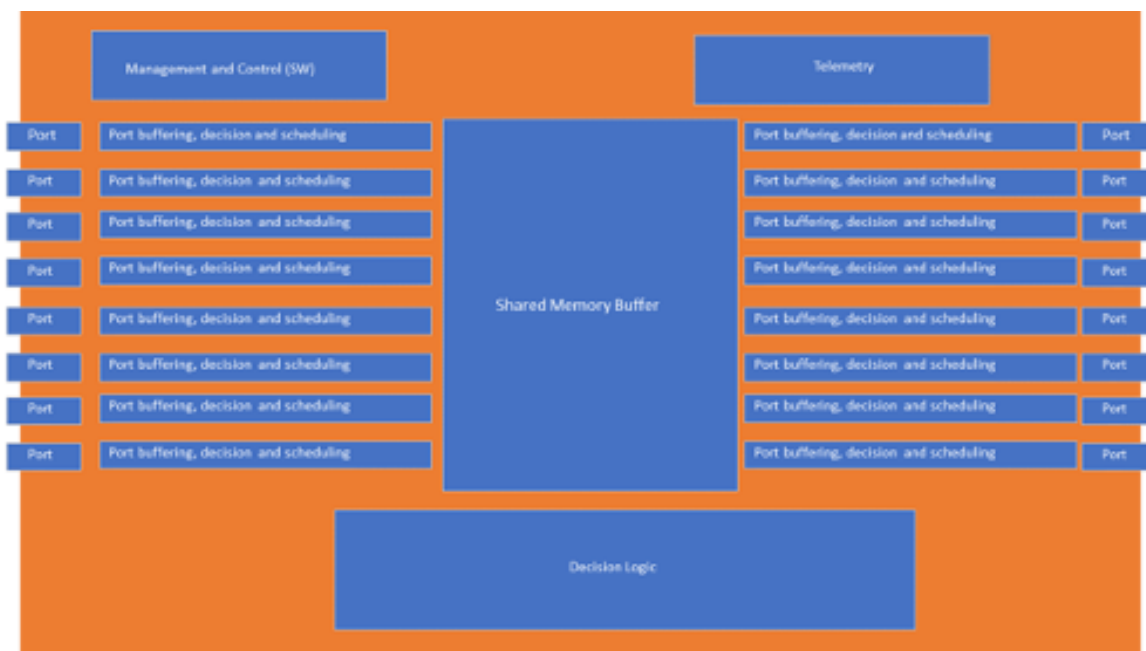 Management and Control (SW)
Telemetry
Port
Port buffering, decision and scheduling
Port buffering, decision and scheduling
Port
Port
Port buffering, decision and scheduling
Port buffering, decision and scheduling
Port
Port
Port buffering, decision and scheduling
Port buffering, decision and scheduling
Port
Port
Port buffering, decision and scheduling
Port buffering, decision and scheduling
Port
Shared Memory Buffer
Port
Port buffering, decision and scheduling
Port buffering, decision and scheduling
Port
Port
Port buffering, decision and scheduling
Port buffering, decision and scheduling
Port
Port
Port buffering, decision and scheduling
Port buffering, decision and scheduling
Port
Port
Port buffering, decision and scheduling
Port buffering, decision and scheduling
Port
Decision Logic